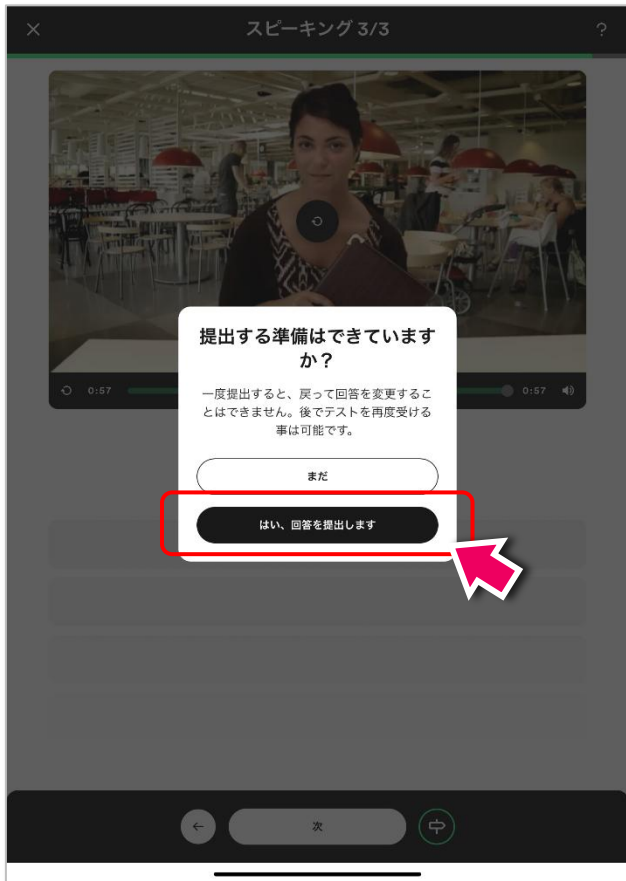 スピーキング 3/3
?
0:57
0:57
提出する準備はできています
か？
一度提出すると、戻って回答を変更するこ
とはできません。後でテストを再度受ける
事は可能です。
まだ
はい、回答を提出します
次